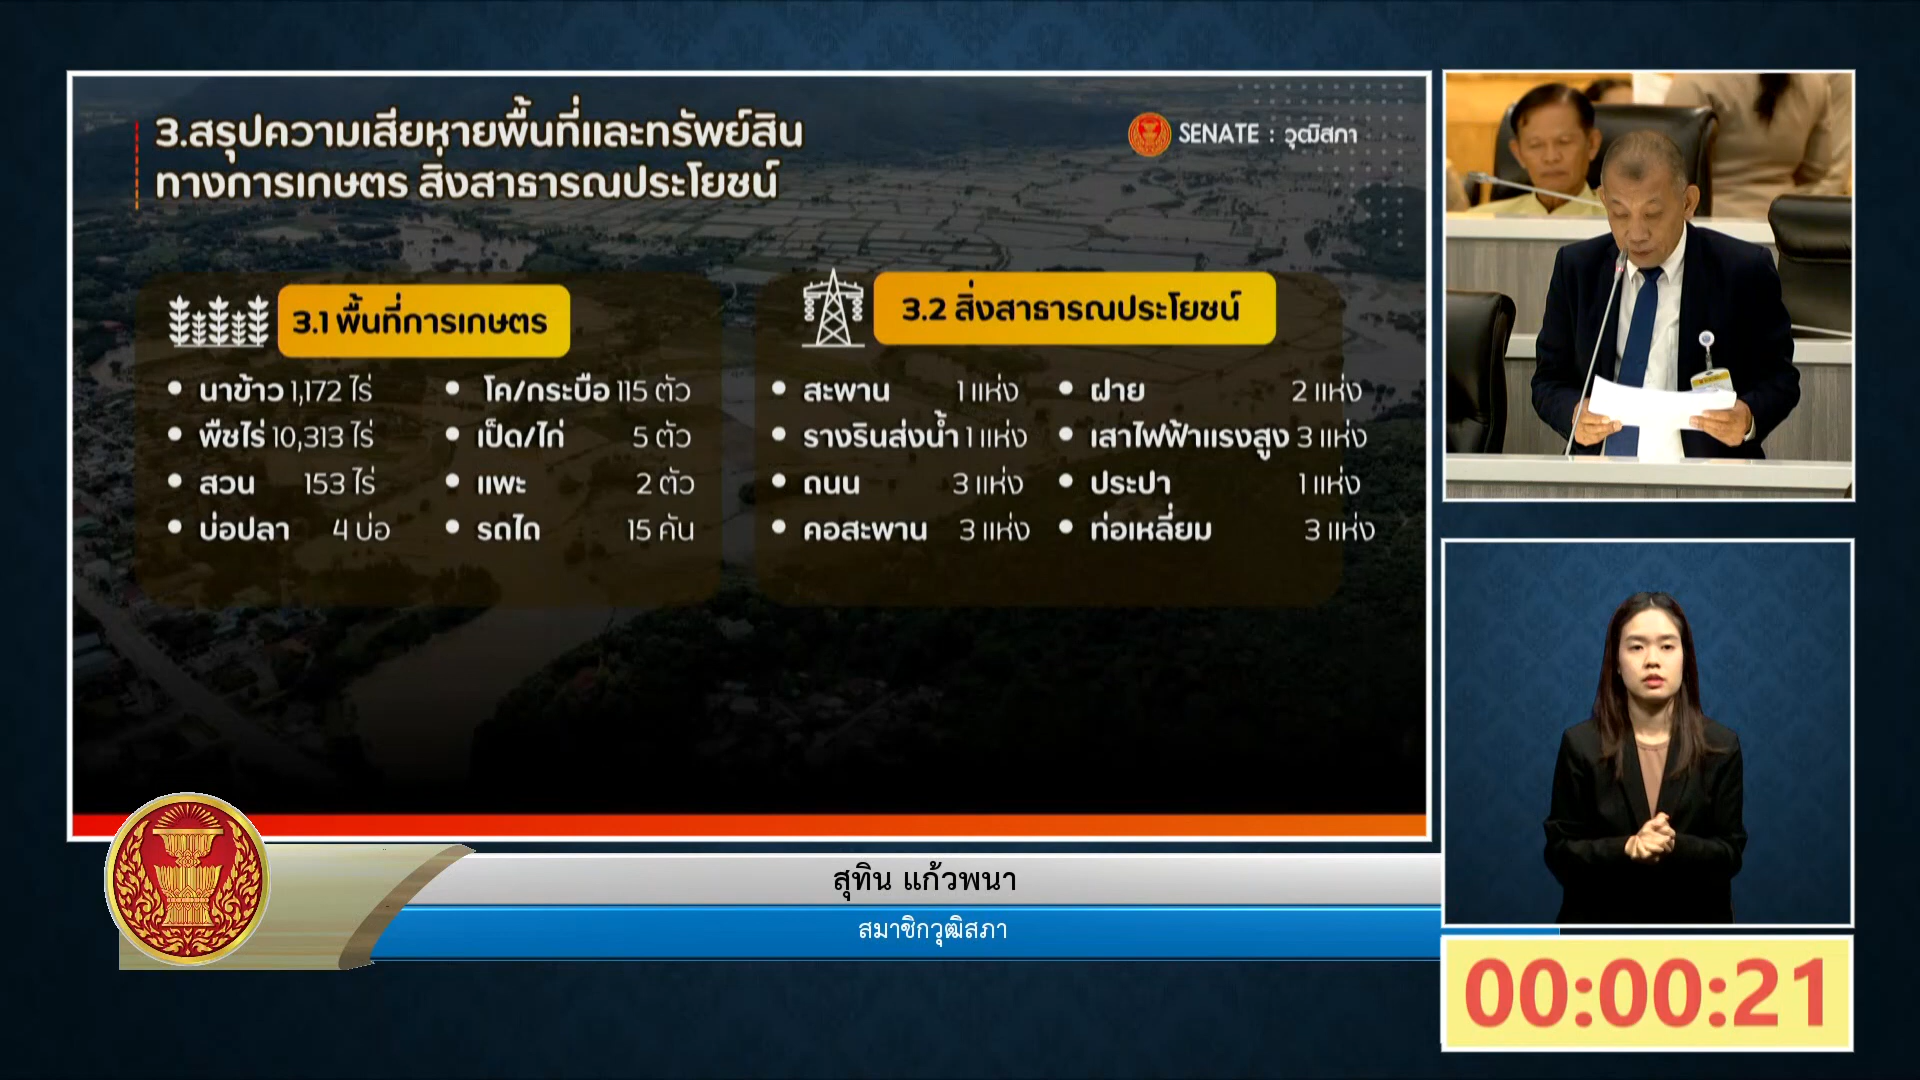 3.สรุปความเสียหายพื้นที่และทรัพย์สิน
ทางการเกษตร สิ่งสาธารณประโยชน์
SENATE : วุฒิสภา
3.1 พื้นที่การเกษตร
• นาข้าว 1,172 ไร่
• พืชไร่ 10,313 ไร่
• สวน 153 ไร่
• บ่อปลา 4 บ่อ
• โค/กระบือ 115 ตัว
• เป็ด/ไก่ 5 ตัว
• แพะ 2 ตัว
• รถไถ 15 คัน
3.2 สิ่งสาธารณประโยชน์
• สะพาน 1 แห่ง
• รางรินส่งน้ำ 1 แห่ง
• ถนน 3 แห่ง
• คอสะพาน 3 แห่ง
• ฝาย 2 แห่ง
• เสาไฟฟ้าแรงสูง 3 แห่ง
• ประปา 1 แห่ง
• ท่อเหลี่ยม 3 แห่ง
สุทิน แก้วพนา
สมาชิกวุฒิสภา
00:00:21